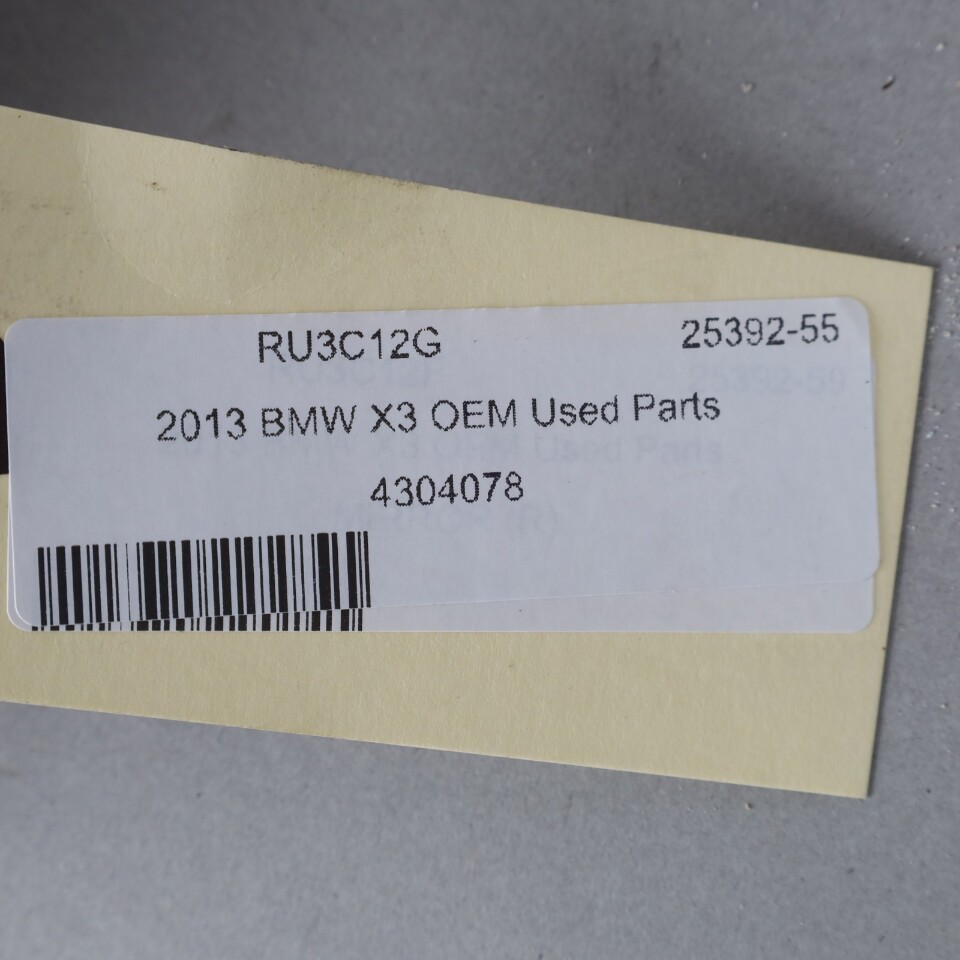 RU3C12G 25392-55
2013 BMW X3 OEM Used Parts
4304078